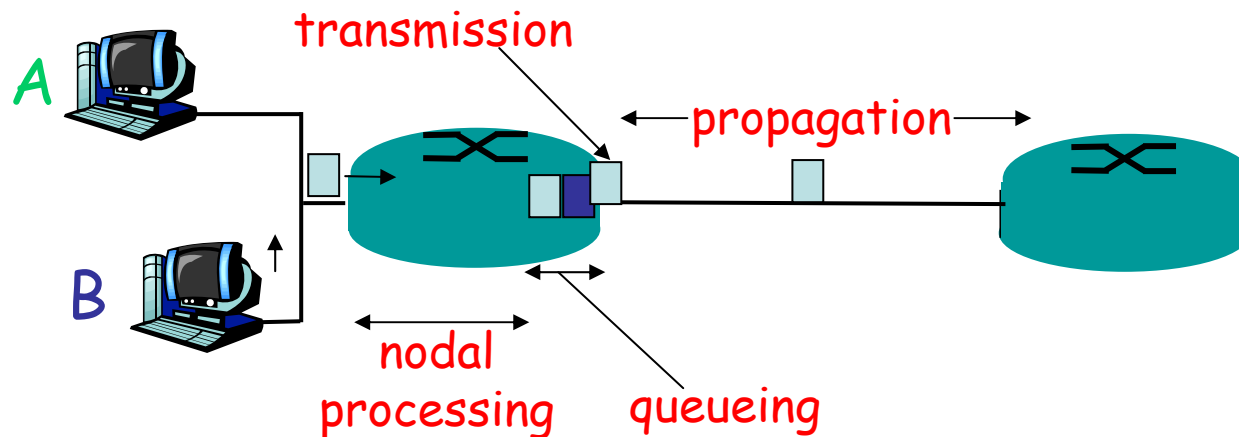 transmission
A
propagation
B
nodal
processing
queueing